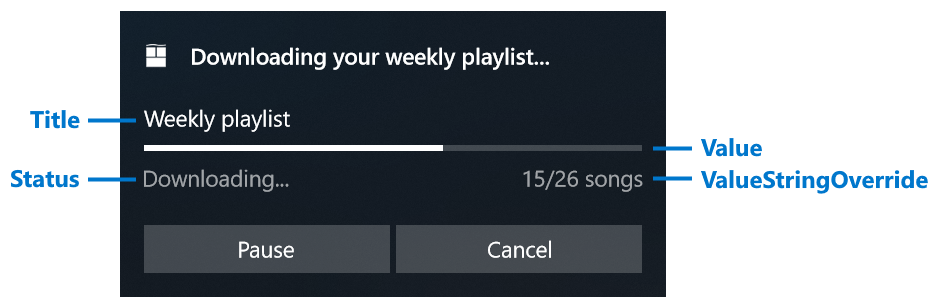 Downloading your weekly playlist...
Title
Weekly playlist
Value
Status
Downloading...
15/26 songs
ValueStringOverride
Pause
Cancel